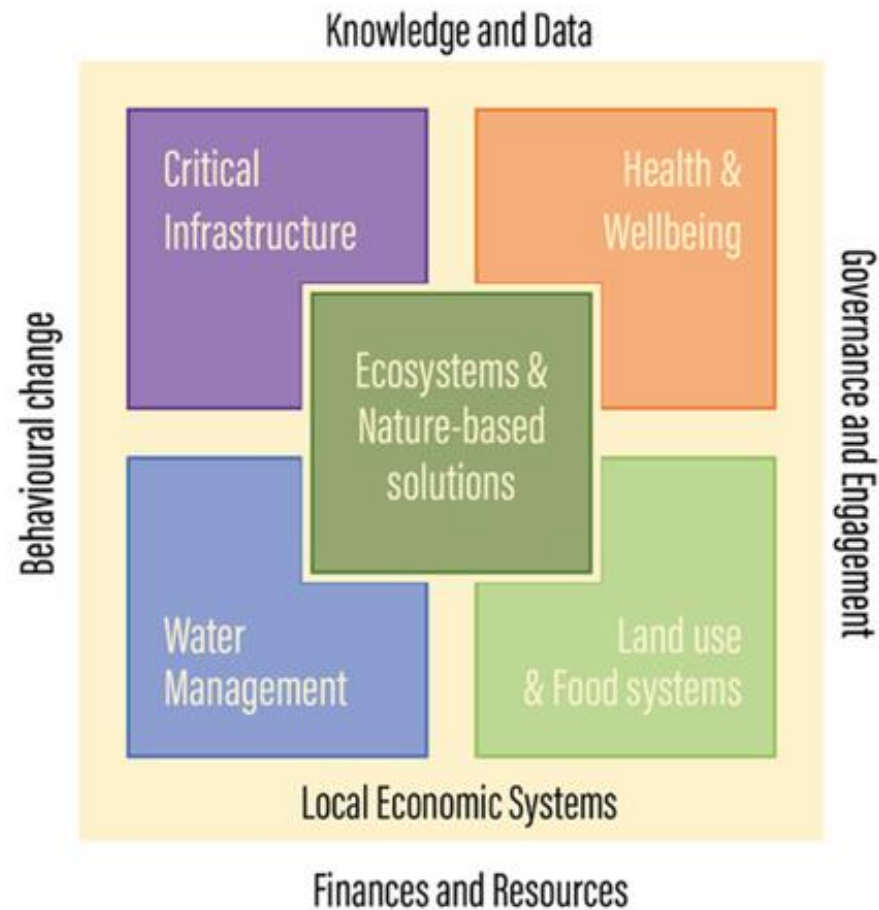 Knowledge and Data
Critical
Infrastructure
Health &
Wellbeing
Behavioural change
Ecosystems &
Nature-based
solutions
Governance and Engagement
Water
Management
Land use
& Food systems
Local Economic Systems
Finances and Resources